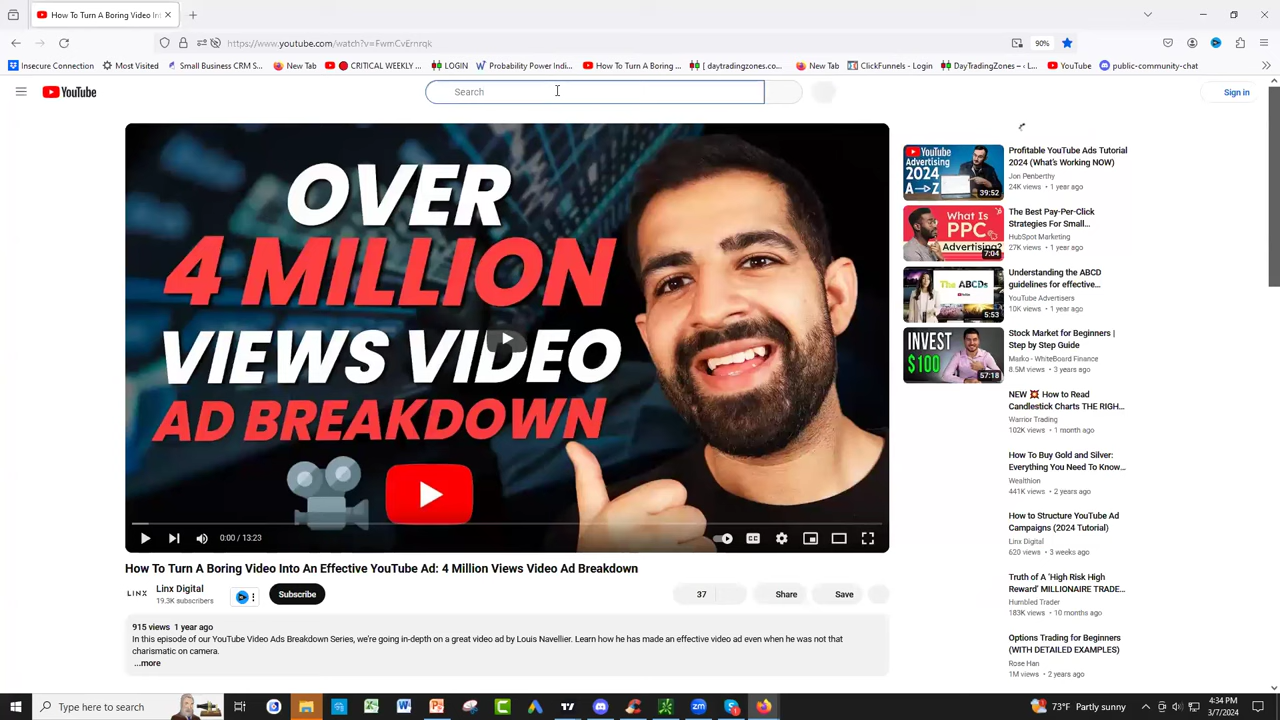 How To Turn A Boring Video Int
https://www.youtube.com/watch?v=FwmCvErnrqk
90%
Insecure Connection
Most Visited
Small Business CRM S...
New Tab
CRITICAL WEEKLY ...
LOGIN
Probability Power Indi...
How To Turn A Boring ...
[ daytradingzones.co...
New Tab
ClickFunnels - Login
DayTradingZones – L...
YouTube
public-community-chat
YouTube
Search
Sign in
OVER
4 MILLION
VIEWS VIDEO
AD BREAKDOWN
0:00 / 13:23
CC
How To Turn A Boring Video Into An Effective YouTube Ad: 4 Million Views Video Ad Breakdown
LINX
Linx Digital
19.3K subscribers
Subscribe
37
Share
Save
915 views 1 year ago
In this episode of our YouTube Video Ads Breakdown Series, we're going in-depth on a great video ad by Louis Navellier. Learn how he has made an effective video ad even when he was not that
charismatic on camera.
...more
YouTube
Advertising
2024
A Z
39:52
Profitable YouTube Ads Tutorial
2024 (What's Working NOW)
Jon Penberthy
24K views • 1 year ago
What Is
PPC
Advertising?
7:04
The Best Pay-Per-Click
Strategies For Small...
HubSpot Marketing
27K views • 1 year ago
The ABCDs
5:53
Understanding the ABCD
guidelines for effective...
YouTube Advertisers
10K views • 1 year ago
INVEST
$100
57:18
Stock Market for Beginners |
Step by Step Guide
Marko - WhiteBoard Finance
8.5M views • 3 years ago
NEW 💥 How to Read
Candlestick Charts THE RIGH...
Warrior Trading
102K views • 1 month ago
How To Buy Gold and Silver:
Everything You Need To Know...
Wealthion
441K views • 2 years ago
How to Structure YouTube Ad
Campaigns (2024 Tutorial)
Linx Digital
620 views • 3 weeks ago
Truth of A 'High Risk High
Reward' MILLIONAIRE TRADE...
Humbled Trader
183K views • 10 months ago
Options Trading for Beginners
(WITH DETAILED EXAMPLES)
Rose Han
1M views • 2 years ago
Type here to search
73°F Partly sunny
4:34 PM
3/7/2024